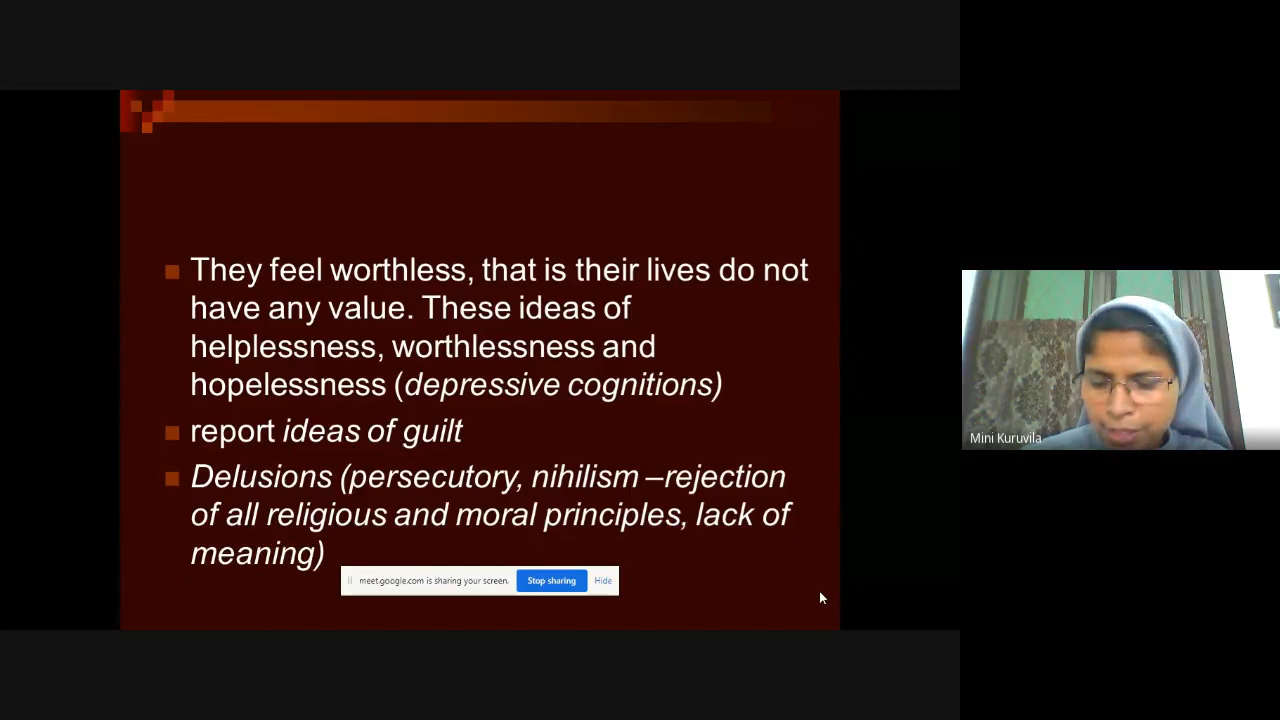 They feel worthless, that is their lives do not
have any value. These ideas of
helplessness, worthlessness and
hopelessness (depressive cognitions)
report ideas of guilt
Delusions (persecutory, nihilism –rejection
of all religious and moral principles, lack of
meaning)
meet.google.com is sharing your screen. Stop sharing Hide
Mini Kuruvila